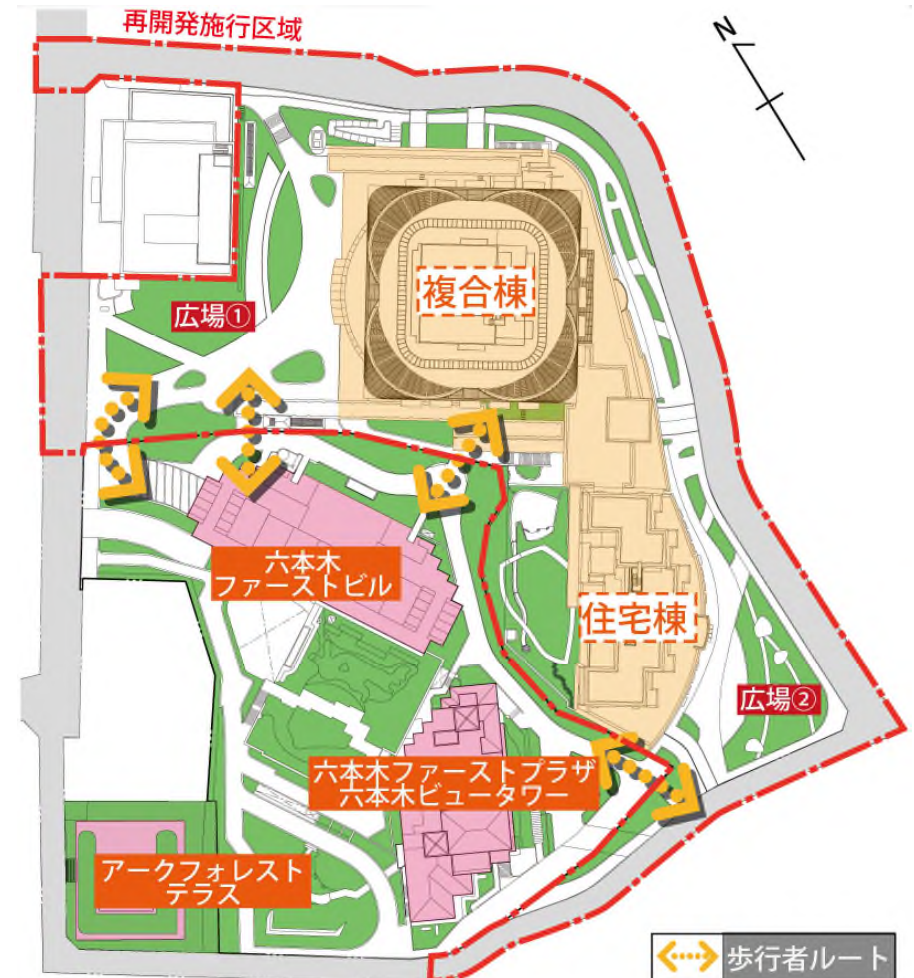 再開発施行区域
N
複合棟
広場①
六本木
ファーストビル
住宅棟
広場②
六本木ファーストプラザ
六本木ビュータワー
アークフォレスト
テラス
歩行者ルート